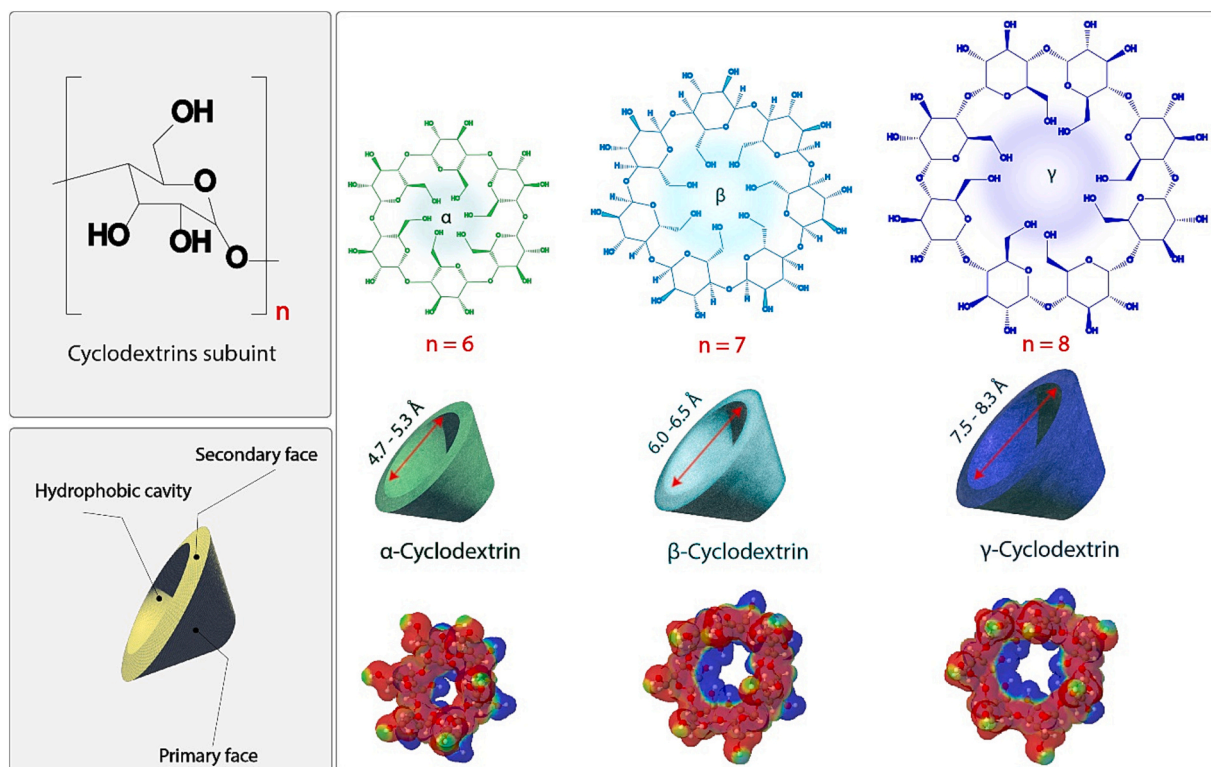 OH
O
HO
OH
O
n
Cyclodextrins subuint
Secondary face
Hydrophobic cavity
Primary face
α
β
γ
n = 6
n = 7
n = 8
4.7 - 5.3 Å
6.0 -6.5 Å
7.5 - 8.3 Å
α-Cyclodextrin
β-Cyclodextrin
γ-Cyclodextrin